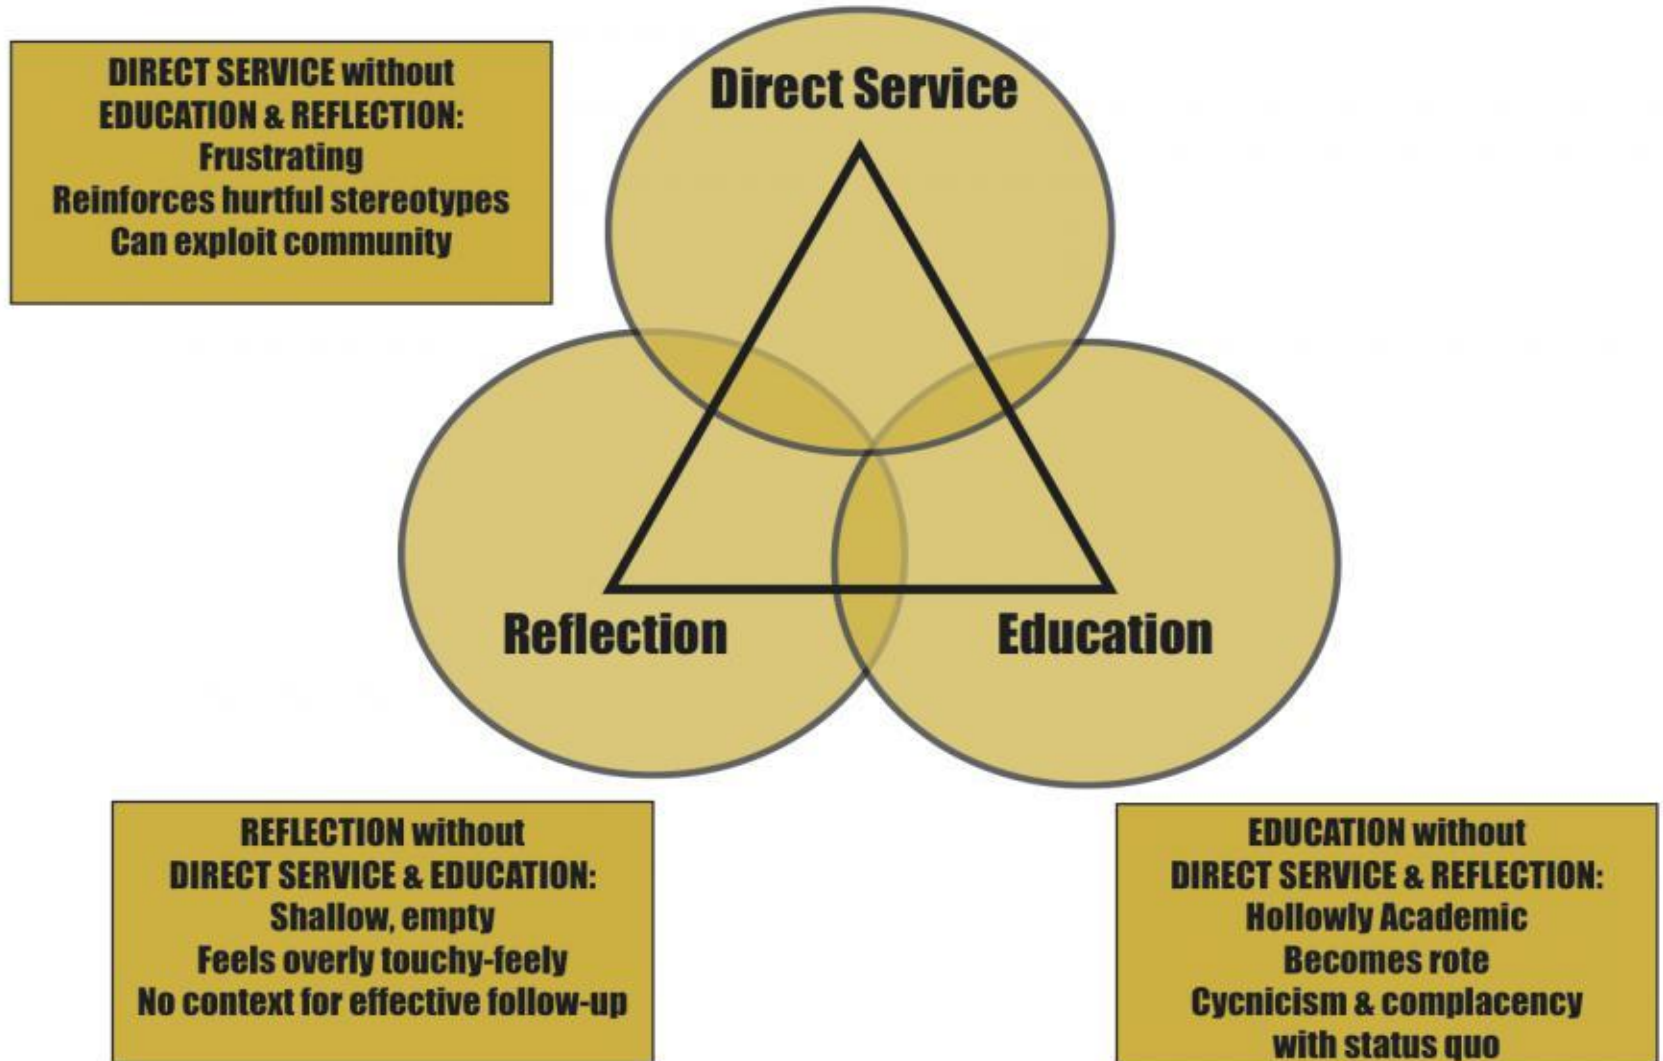 DIRECT SERVICE without
EDUCATION & REFLECTION:
Frustrating
Reinforces hurtful stereotypes
Can exploit community
Direct Service
Reflection
Education
REFLECTION without
DIRECT SERVICE & EDUCATION:
Shallow, empty
Feels overly touchy-feely
No context for effective follow-up
EDUCATION without
DIRECT SERVICE & REFLECTION:
Hollowly Academic
Becomes rote
Cycnicism & complacency
with status quo